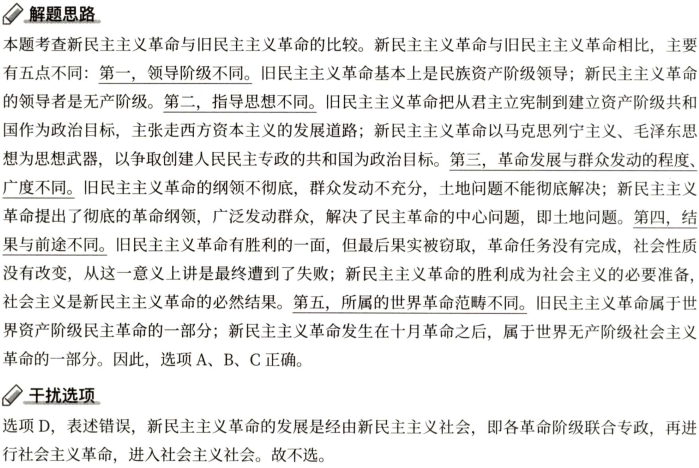 解题思路
本题考查新民主主义革命与旧民主主义革命的比较。新民主主义革命与旧民主主义革命相比，主要
有五点不同：第一，领导阶级不同。旧民主主义革命基本上是民族资产阶级领导；新民主主义革命
的领导者是无产阶级。第二，指导思想不同。旧民主主义革命把从君主立宪制到建立资产阶级共和
国作为政治目标，主张走西方资本主义的发展道路；新民主主义革命以马克思列宁主义、毛泽东思
想为思想武器，以争取创建人民民主专政的共和国为政治目标。第三，革命发展与群众发动的程度、
广度不同。旧民主主义革命的纲领不彻底，群众发动不充分，土地问题不能彻底解决；新民主主义
革命提出了彻底的革命纲领，广泛发动群众，解决了民主革命的中心问题，即土地问题。第四，结
果与前途不同。旧民主主义革命有胜利的一面，但最后果实被窃取，革命任务没有完成，社会性质
没有改变，从这一意义上讲是最终遭到了失败；新民主主义革命的胜利成为社会主义的必要准备，
社会主义是新民主主义革命的必然结果。第五，所属的世界革命范畴不同。旧民主主义革命属于世
界资产阶级民主革命的一部分；新民主主义革命发生在十月革命之后，属于世界无产阶级社会主义
革命的一部分。因此，选项 A、B、C 正确。
干扰选项
选项 D，表述错误，新民主主义革命的发展是经由新民主主义社会，即各革命阶级联合专政，再进
行社会主义革命，进入社会主义社会。故不选。